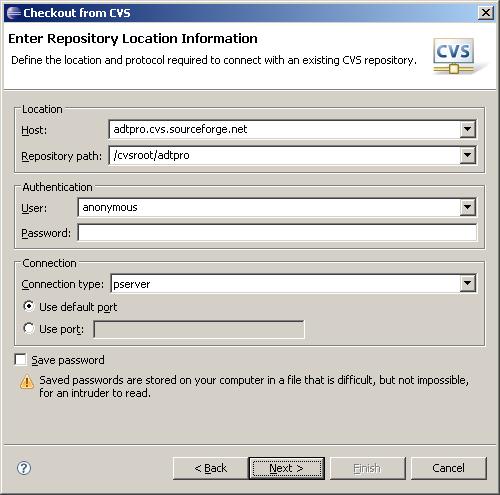 Checkout from CVS
Enter Repository Location Information
Define the location and protocol required to connect with an existing CVS repository.
CVS
Location
Host: adtpro.cvs.sourceforge.net
Repository path: /cvsroot/adtpro
Authentication
User: anonymous
Password:
Connection
Connection type: pserver
Use default port
Use port:
Save password
Saved passwords are stored on your computer in a file that is difficult, but not impossible,
for an intruder to read.
? < Back Next > Finish Cancel